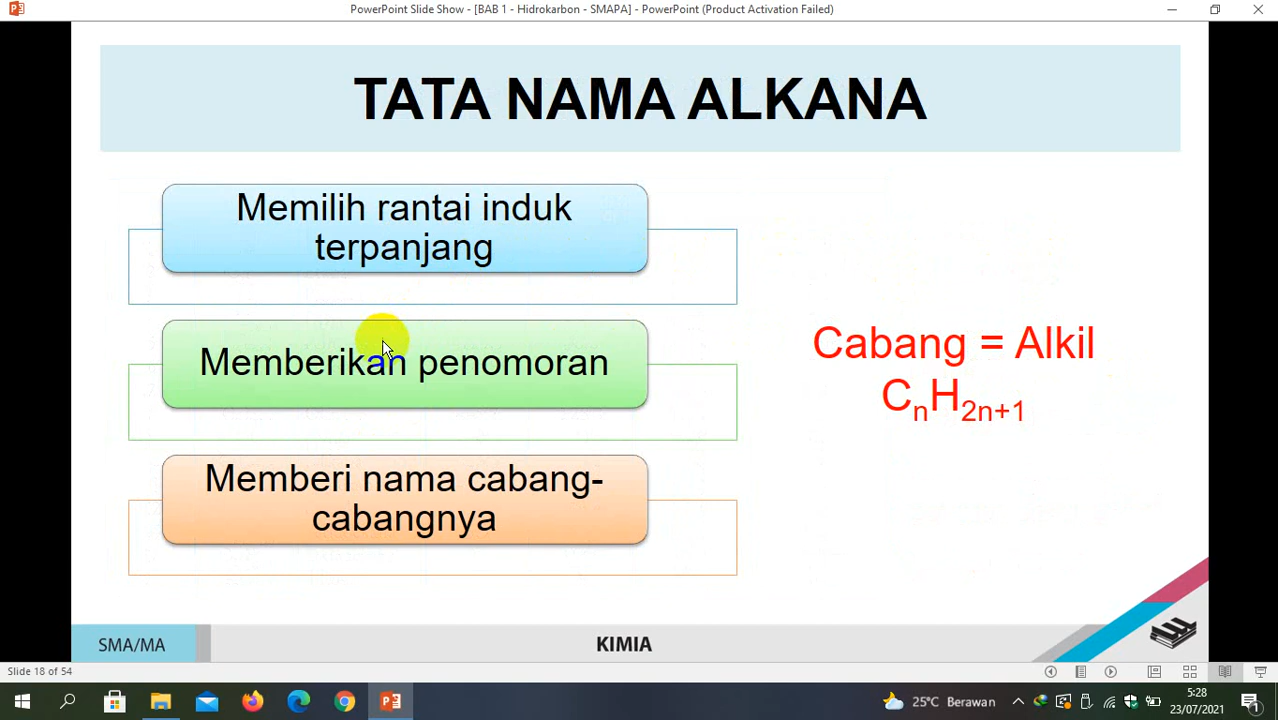 PowerPoint Slide Show - [BAB 1 - Hidrokarbon - SMAPA] - PowerPoint (Product Activation Failed)
TATA NAMA ALKANA
Memilih rantai induk
terpanjang
Memberikan penomoran
Memberi nama cabang-
cabangnya
Cabang = Alkil
CₙH₂ₙ₊₁
SMA/MA
KIMIA
Slide 18 of 54
25°C Berawan
5:28
23/07/2021
1